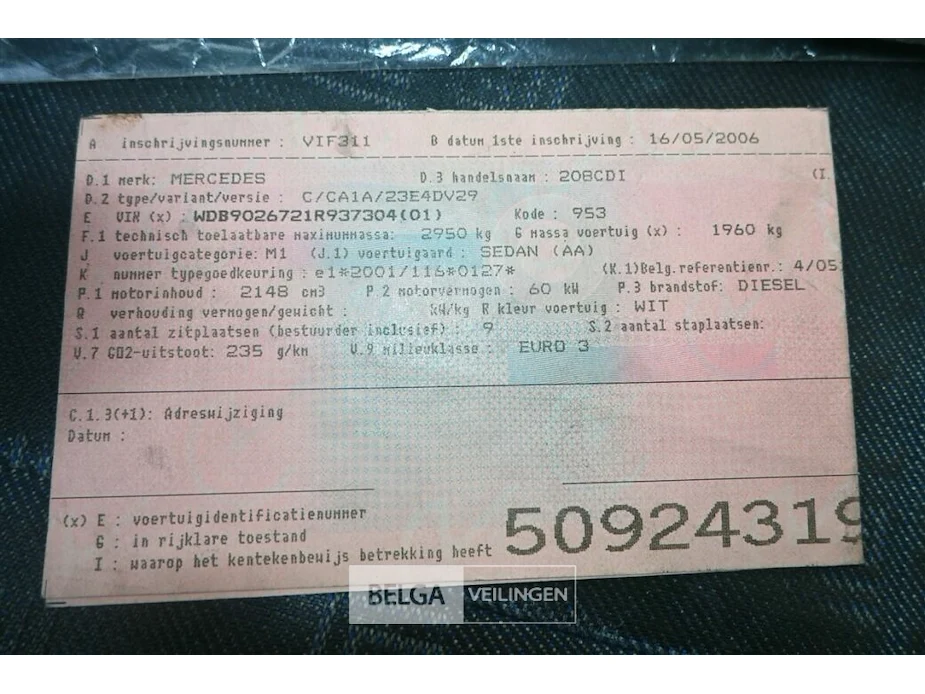 A inschrijvingsnummer : VIF311 B datum 1ste inschrijving : 16/05/2006
D.1 merk: MERCEDES D.3 handelsnaam : 208CDI (I.
D.2 type/variant/versie : C/CA1A/23E4DV29
E VIN (x) : WDB9026721R937304(01) Kode : 953
F.1 technisch toelaatbare maximummassa: 2950 kg G massa voertuig (x) : 1960 kg
J voertuigcategorie: M1 (J.1) voertuigaard : SEDAN (AA)
K nummer typegoedkeuring : e1*2001/116*0127* (K.1)Belg.referentienr.: 4/05
P.1 motorinhoud : 2148 cm3 P.2 motorvermogen : 60 kW P.3 brandstof: DIESEL
Q verhouding vermogen/gewicht : kW/kg R kleur voertuig : WIT
S.1 aantal zitplaatsen (bestuurder inclusief) : 9 S.2 aantal staplaatsen:
V.7 CO2-uitstoot: 235 g/km V.9 milieuklasse : EURO 3
C.1.3(+1): Adreswijziging
Datum :
(x) E : voertuigidentificatienummer
G : in rijklare toestand
I : waarop het kentekenbewijs betrekking heeft
50924319
BELGA VEILINGEN